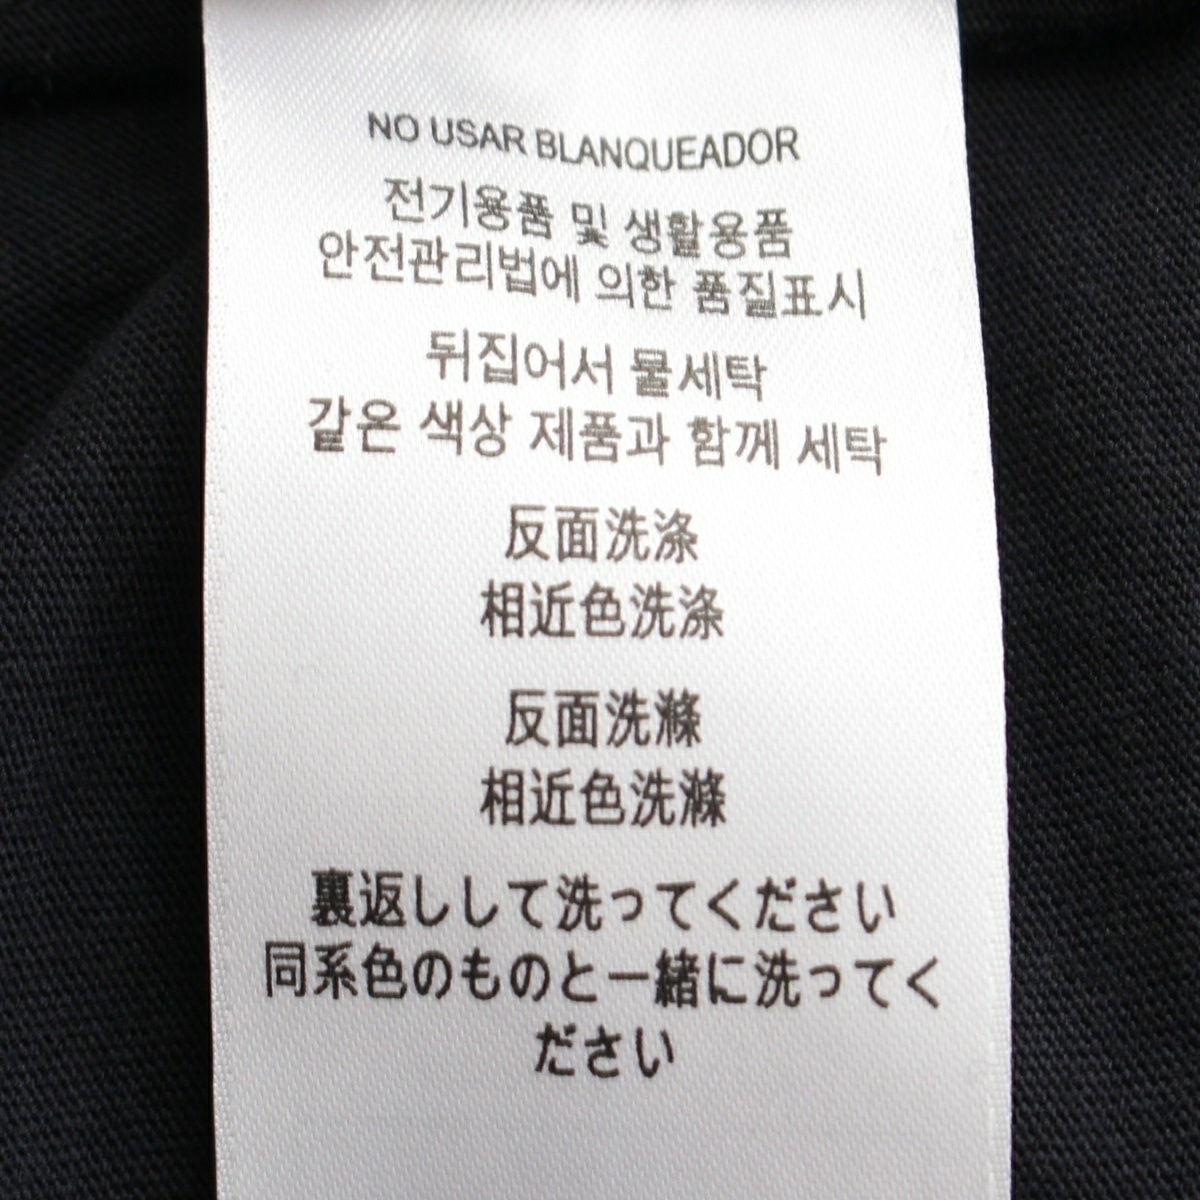 NO USAR BLANQUEADOR
전기용품 및 생활용품
안전관리법에 의한 품질표시
뒤집어서 물세탁
같은 색상 제품과 함께 세탁
反面洗涤
相近色洗涤
反面洗滌
相近色洗滌
裏返しして洗ってください
同系色のものと一緒に洗ってく
ださい